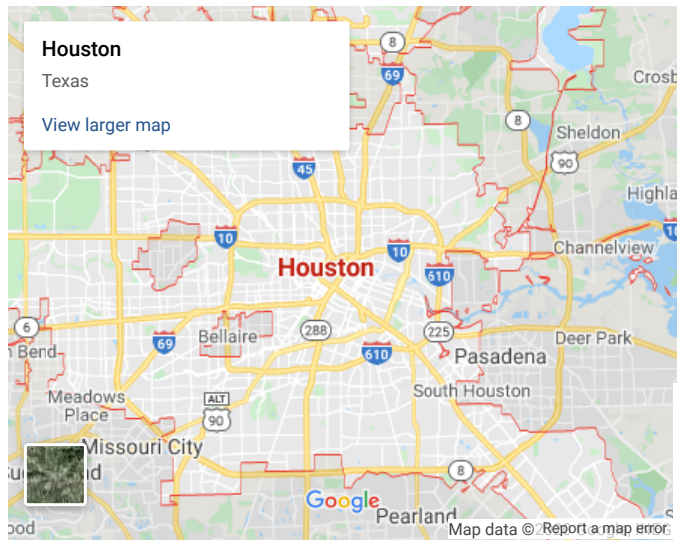 Houston
Texas
View larger map
8
69
Crosb
8
Sheldon
90
45
Highla
10
10
10
Channelview
Houston
610
6
n Bend
69
Bellaire
288
610
225
Deer Park
Pasadena
Meadows
Place
ALT
90
South Houston
Missouri City
8
Google
Pearland
ood
Map data ©
Report a map error